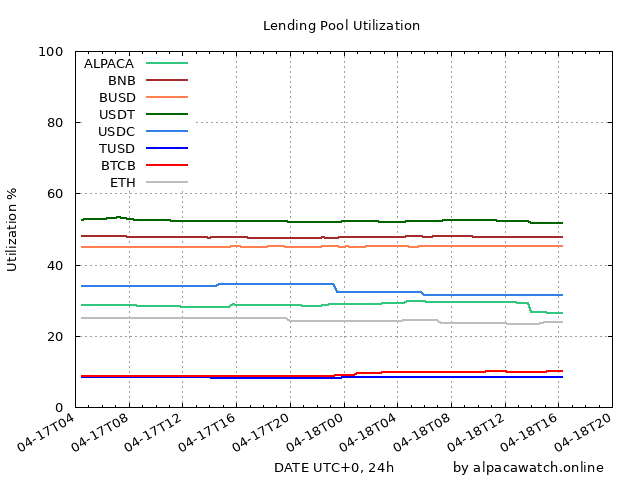 Lending Pool Utilization
100
80
60
40
20
0
Utilization %
ALPACA
BNB
BUSD
USDT
USDC
TUSD
BTCB
ETH
04-17T04
04-17T08
04-17T12
04-17T16
04-17T20
04-18T00
04-18T04
04-18T08
04-18T12
04-18T16
04-18T20
DATE UTC+0, 24h
by alpacawatch.online